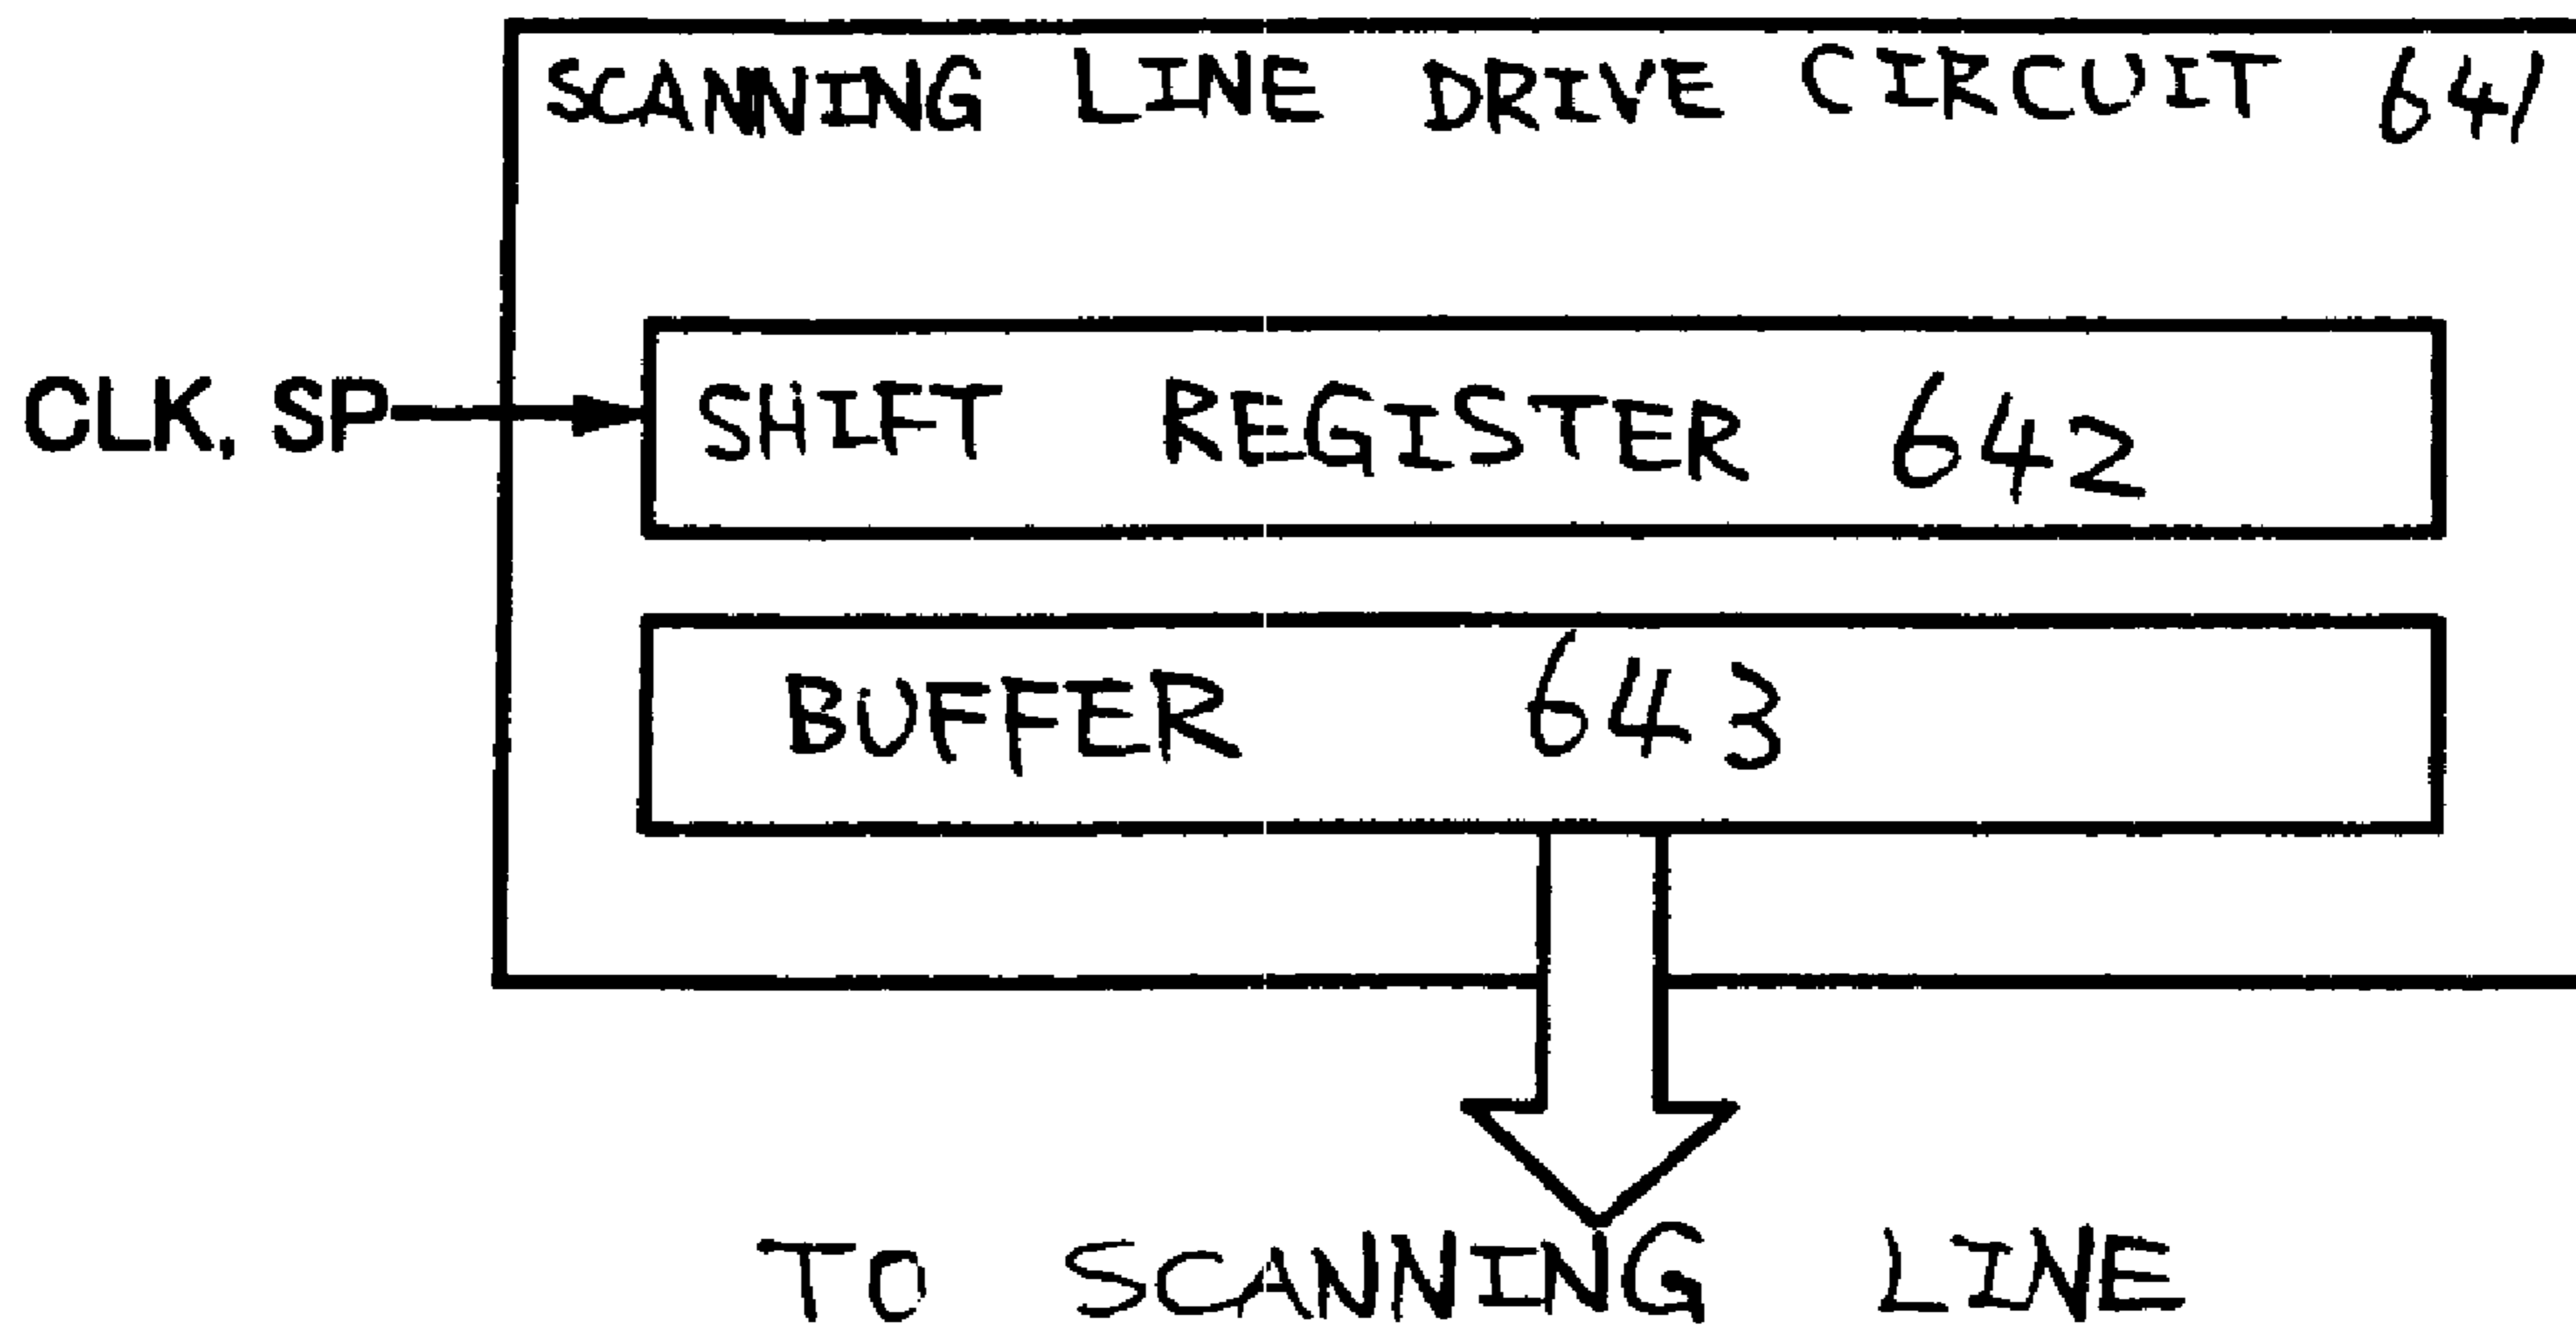 SCANNING LINE DRIVE CIRCUIT 641
CLK, SP
SHIFT REGISTER 642
BUFFER 643
TO SCANNING LINE